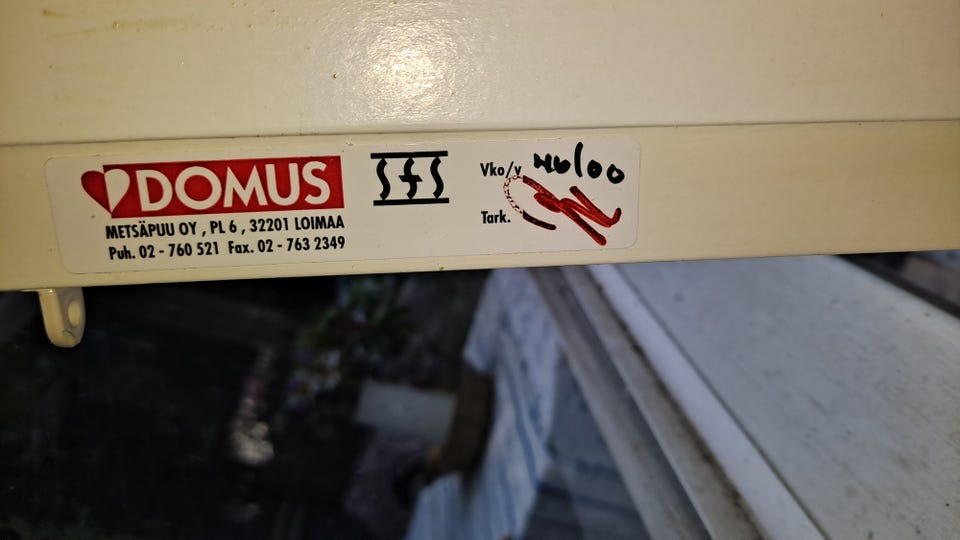 DOMUS
METSÄPUU OY , PL 6 , 32201 LOIMAA
Puh. 02 - 760 521 Fax. 02 - 763 2349
SFS
Vko/v 46/00
Tark.